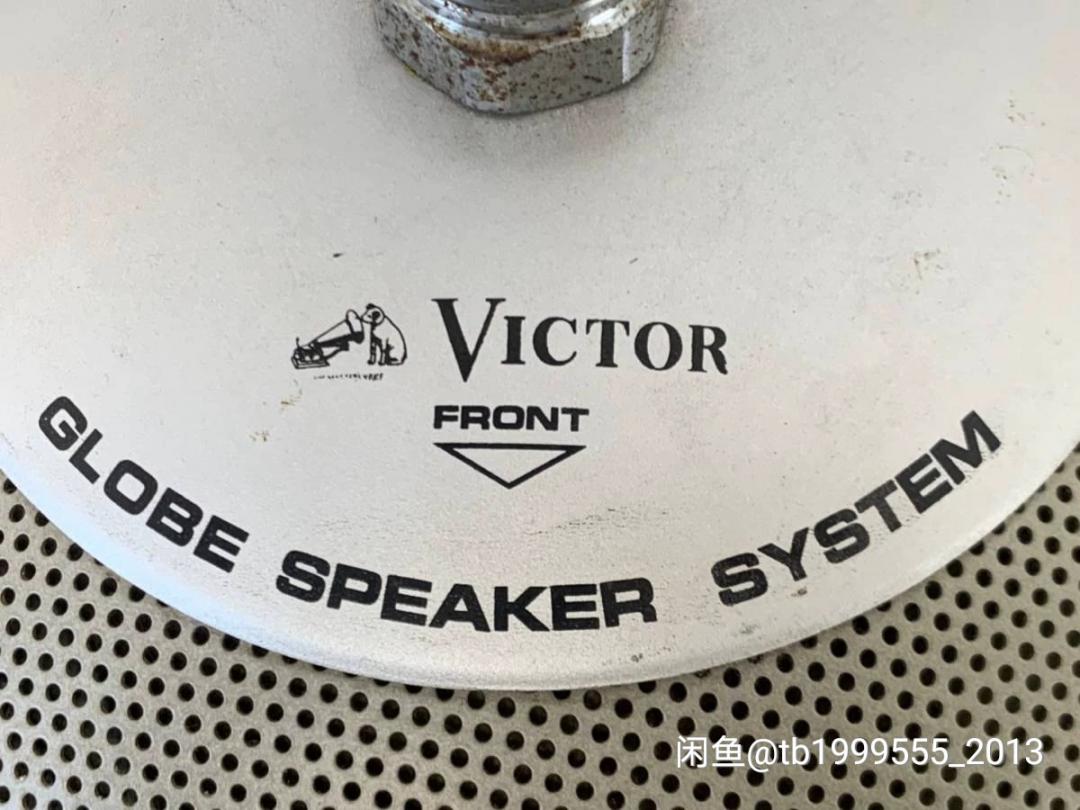 VICTOR
FRONT
GLOBE SPEAKER SYSTEM
闲鱼@tb1999555_2013